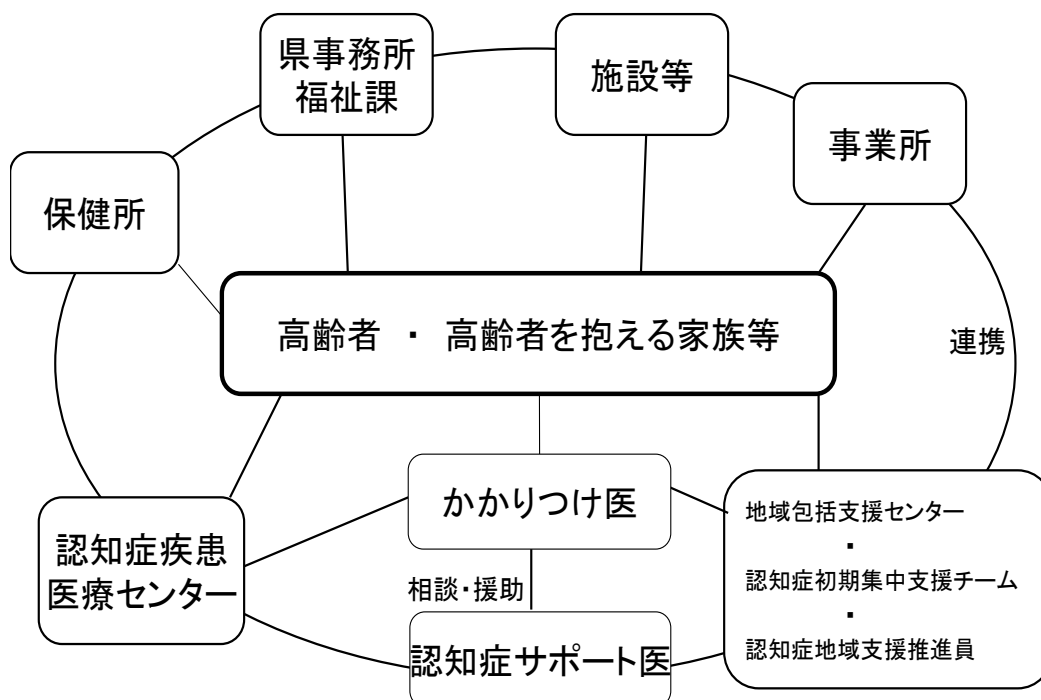 県事務所
福祉課
施設等
事業所
保健所
高齢者 ・ 高齢者を抱える家族等
連携
かかりつけ医
地域包括支援センター
・
認知症初期集中支援チーム
・
認知症地域支援推進員
認知症疾患
医療センター
相談・援助
認知症サポート医